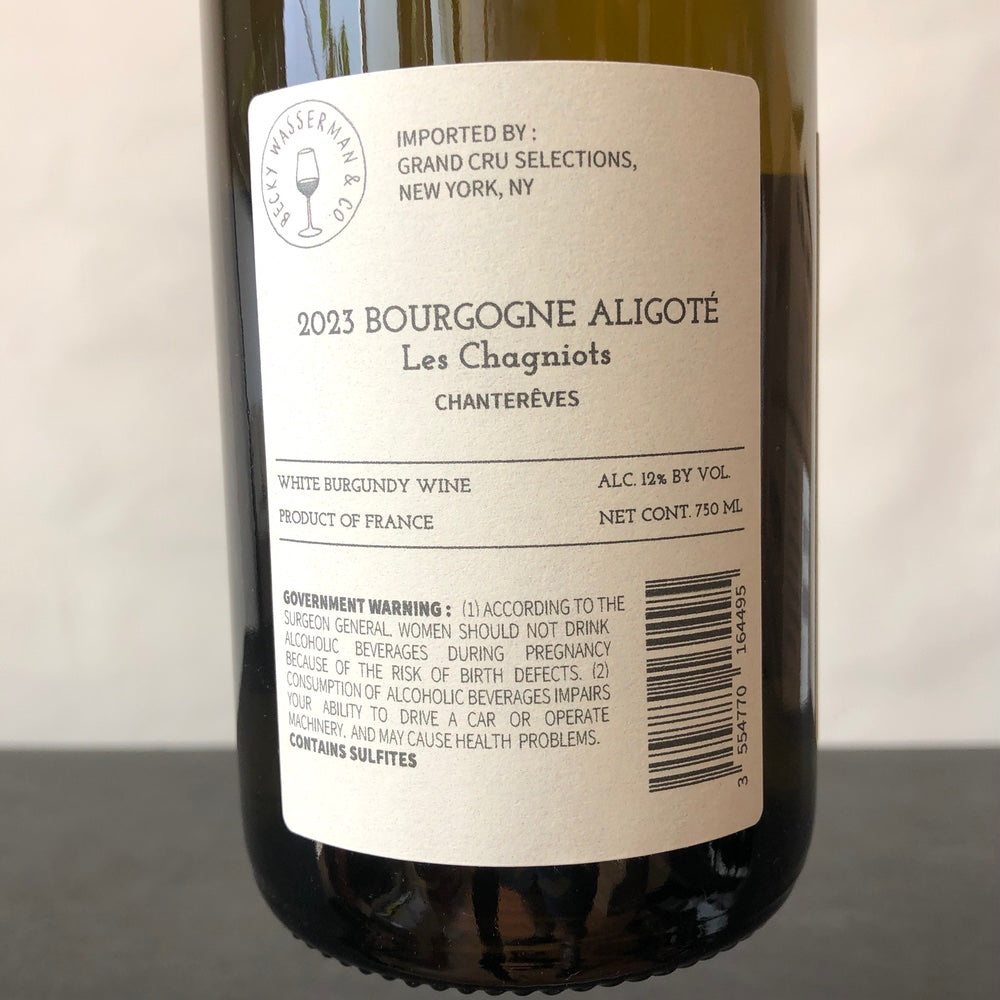 BECKY WASSERMAN & CO.
IMPORTED BY :
GRAND CRU SELECTIONS,
NEW YORK, NY
2023 BOURGOGNE ALIGOTÉ
Les Chagniots
CHANTERÊVES
WHITE BURGUNDY WINE
ALC. 12% BY VOL.
PRODUCT OF FRANCE
NET CONT. 750 ML
GOVERNMENT WARNING : (1) ACCORDING TO THE
SURGEON GENERAL, WOMEN SHOULD NOT DRINK
ALCOHOLIC BEVERAGES DURING PREGNANCY
BECAUSE OF THE RISK OF BIRTH DEFECTS. (2)
CONSUMPTION OF ALCOHOLIC BEVERAGES IMPAIRS
YOUR ABILITY TO DRIVE A CAR OR OPERATE
MACHINERY, AND MAY CAUSE HEALTH PROBLEMS.
CONTAINS SULFITES
3 554770 164495